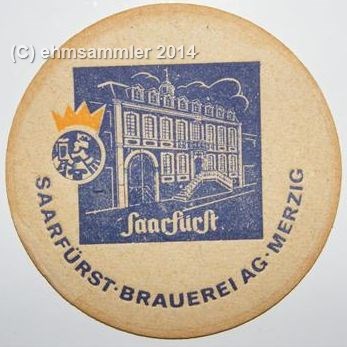 (C) ehmsammler 2014
Saarfürst
SAARFÜRST·BRAUEREI AG·MERZIG